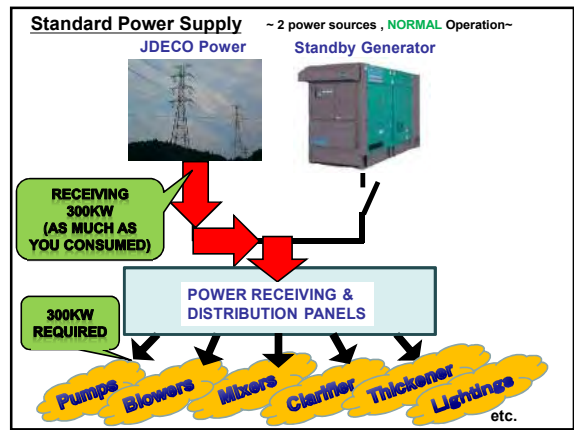 Standard Power Supply ~ 2 power sources , NORMAL Operation~
JDECO Power
Standby Generator
RECEIVING
300KW
(AS MUCH AS
YOU CONSUMED)
POWER RECEIVING &
DISTRIBUTION PANELS
300KW
REQUIRED
Pumps
Blowers
Mixers
Clarifier
Thickener
Lightings
etc.